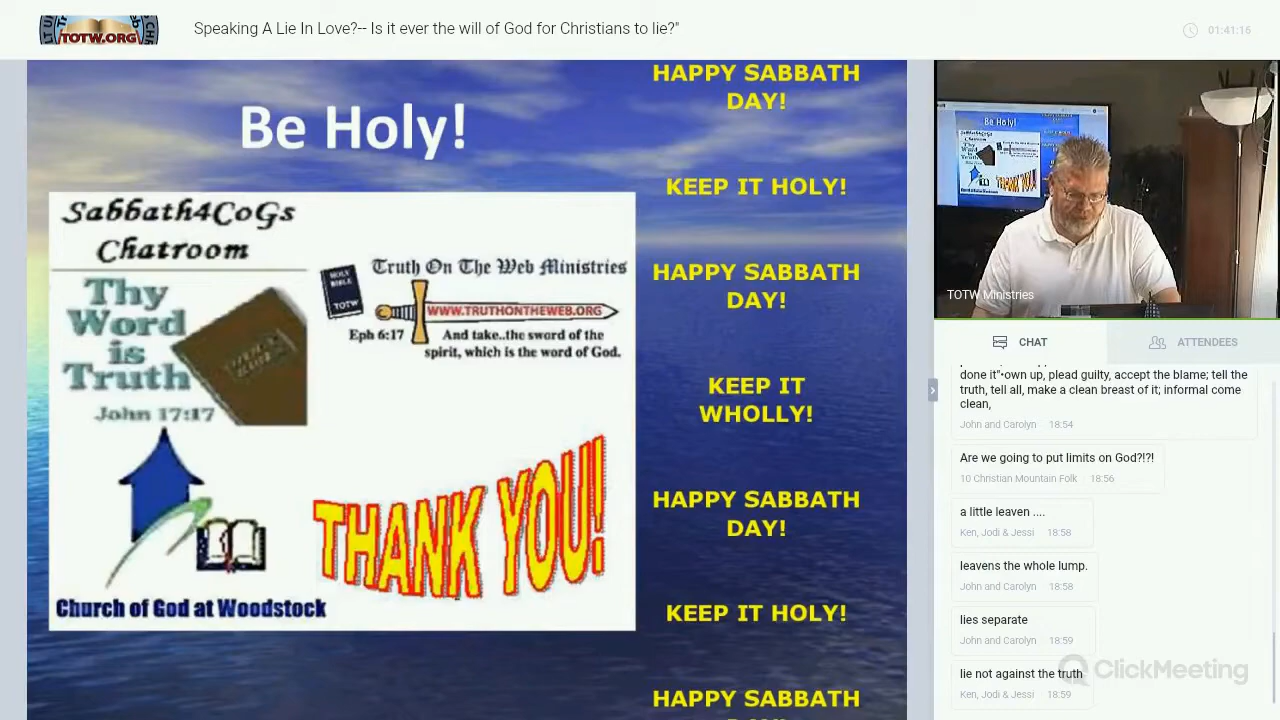 TOTW.ORG
Speaking A Lie In Love?-- Is it ever the will of God for Christians to lie?"
01:41:16
Be Holy!
Sabbath4CoGs
Chatroom
Thy
Word
is
Truth
John 17:17
HOLY
BIBLE
TOTW
Truth On The Web Ministries
WWW.TRUTHONTHEWEB.ORG
Eph 6:17
And take..the sword of the
spirit, which is the word of God.
Church of God at Woodstock
THANK YOU!
HAPPY SABBATH
DAY!
KEEP IT HOLY!
HAPPY SABBATH
DAY!
KEEP IT
WHOLLY!
HAPPY SABBATH
DAY!
KEEP IT HOLY!
HAPPY SABBATH
Be Holy!
THANK YOU!
TOTW Ministries
CHAT
ATTENDEES
done it"•own up, plead guilty, accept the blame; tell the
truth, tell all, make a clean breast of it; informal come
clean,
John and Carolyn 18:54
Are we going to put limits on God?!?!
10 Christian Mountain Folk 18:56
a little leaven ....
Ken, Jodi & Jessi 18:58
leavens the whole lump.
John and Carolyn 18:58
lies separate
John and Carolyn 18:59
lie not against the truth
Ken, Jodi & Jessi 18:59
ClickMeeting